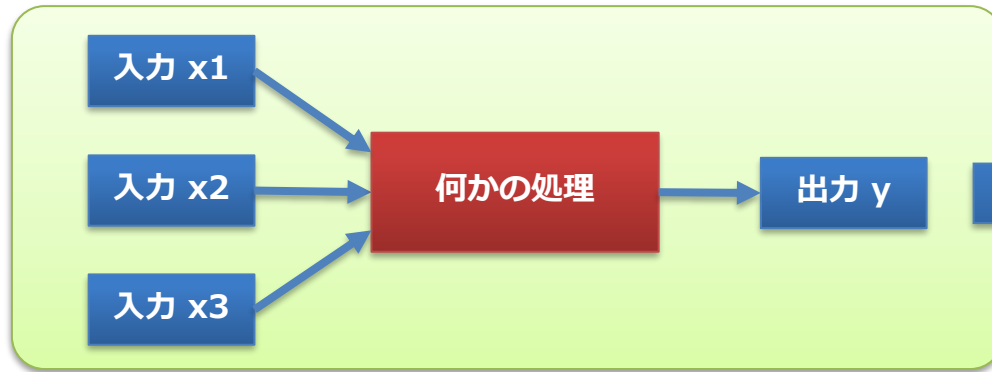 入力 x1
入力 x2
何かの処理
出力 y
入力 x3